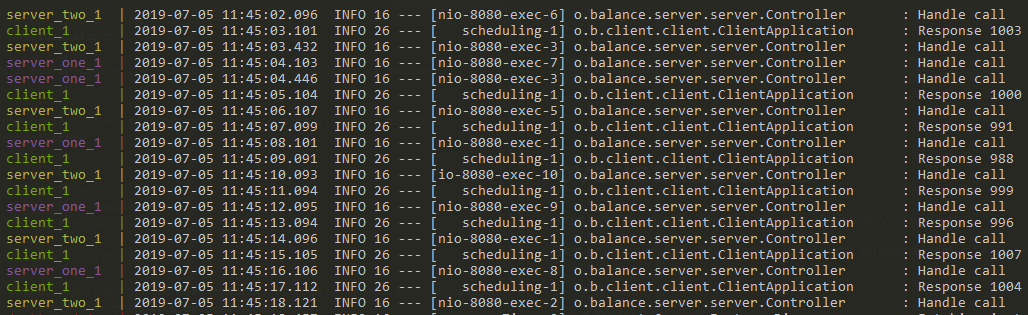 server_two_1  | 2019-07-05 11:45:02.096  INFO 16 --- [nio-8080-exec-6] o.balance.server.server.Controller       : Handle call
client_1      | 2019-07-05 11:45:03.101  INFO 26 --- [   scheduling-1] o.b.client.client.ClientApplication      : Response 1003
server_two_1  | 2019-07-05 11:45:03.432  INFO 16 --- [nio-8080-exec-3] o.balance.server.server.Controller       : Handle call
server_one_1  | 2019-07-05 11:45:04.103  INFO 16 --- [nio-8080-exec-7] o.balance.server.server.Controller       : Handle call
server_one_1  | 2019-07-05 11:45:04.446  INFO 16 --- [nio-8080-exec-3] o.balance.server.server.Controller       : Handle call
client_1      | 2019-07-05 11:45:05.104  INFO 26 --- [   scheduling-1] o.b.client.client.ClientApplication      : Response 1000
server_two_1  | 2019-07-05 11:45:06.107  INFO 16 --- [nio-8080-exec-5] o.balance.server.server.Controller       : Handle call
client_1      | 2019-07-05 11:45:07.099  INFO 26 --- [   scheduling-1] o.b.client.client.ClientApplication      : Response 991
server_one_1  | 2019-07-05 11:45:08.101  INFO 16 --- [nio-8080-exec-1] o.balance.server.server.Controller       : Handle call
client_1      | 2019-07-05 11:45:09.091  INFO 26 --- [   scheduling-1] o.b.client.client.ClientApplication      : Response 988
server_two_1  | 2019-07-05 11:45:10.093  INFO 16 --- [io-8080-exec-10] o.balance.server.server.Controller       : Handle call
client_1      | 2019-07-05 11:45:11.094  INFO 26 --- [   scheduling-1] o.b.client.client.ClientApplication      : Response 999
server_one_1  | 2019-07-05 11:45:12.095  INFO 16 --- [nio-8080-exec-9] o.balance.server.server.Controller       : Handle call
client_1      | 2019-07-05 11:45:13.094  INFO 26 --- [   scheduling-1] o.b.client.client.ClientApplication      : Response 996
server_two_1  | 2019-07-05 11:45:14.096  INFO 16 --- [nio-8080-exec-1] o.balance.server.server.Controller       : Handle call
client_1      | 2019-07-05 11:45:15.105  INFO 26 --- [   scheduling-1] o.b.client.client.ClientApplication      : Response 1007
server_one_1  | 2019-07-05 11:45:16.106  INFO 16 --- [nio-8080-exec-8] o.balance.server.server.Controller       : Handle call
client_1      | 2019-07-05 11:45:17.112  INFO 26 --- [   scheduling-1] o.b.client.client.ClientApplication      : Response 1004
server_two_1  | 2019-07-05 11:45:18.121  INFO 16 --- [nio-8080-exec-2] o.balance.server.server.Controller       : Handle call